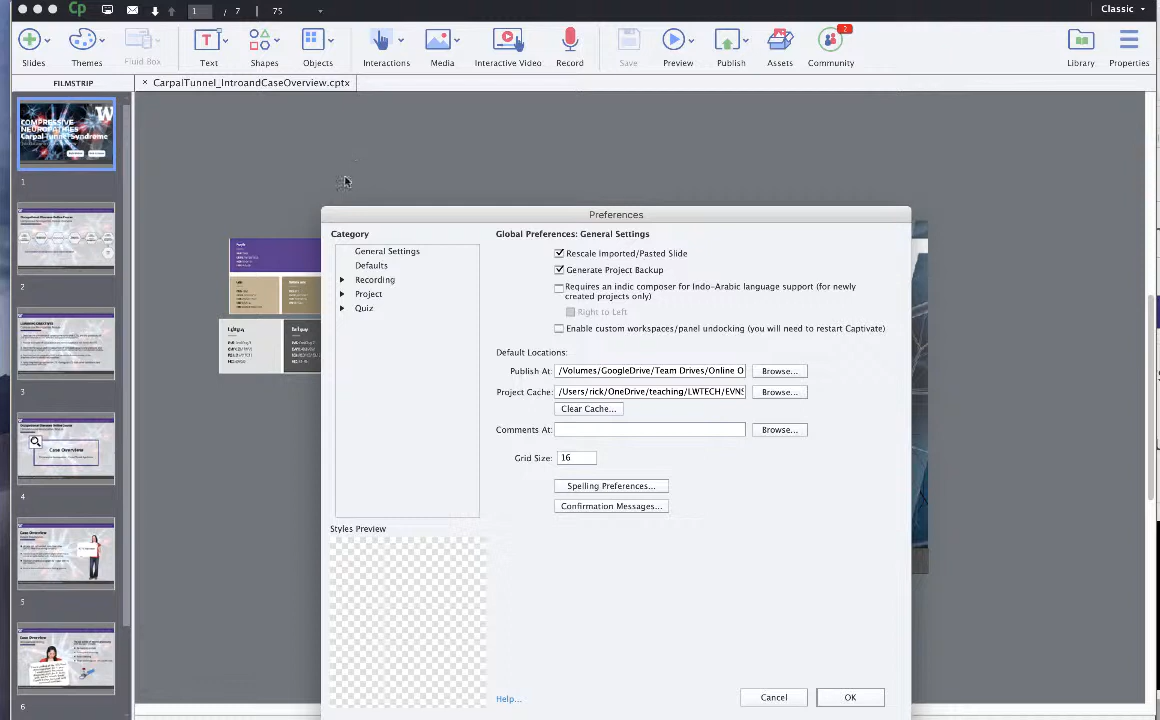 Cp 1 / 7 75 Classic
Slides Themes Fluid Box Text Shapes Objects Interactions Media Interactive Video Record Save Preview Publish Assets Community Library Properties
2
FILMSTRIP
× CarpalTunnel_IntroandCaseOverview.cptx
W
COMPRESSIVE
NEUROPATHIES
Carpal Tunnel Syndrome
1
2
3
Case Overview
4
5
6
Preferences
Category
General Settings
Defaults
Recording
Project
Quiz
Styles Preview
Global Preferences: General Settings
Rescale Imported/Pasted Slide
Generate Project Backup
Requires an indic composer for Indo-Arabic language support (for newly
created projects only)
Right to Left
Enable custom workspaces/panel undocking (you will need to restart Captivate)
Default Locations:
Publish At: /Volumes/GoogleDrive/Team Drives/Online O Browse...
Project Cache: /Users/rick/OneDrive/teaching/LWTECH/EVNS Browse...
Clear Cache...
Comments At: Browse...
Grid Size: 16
Spelling Preferences...
Confirmation Messages...
Help...
Cancel
OK